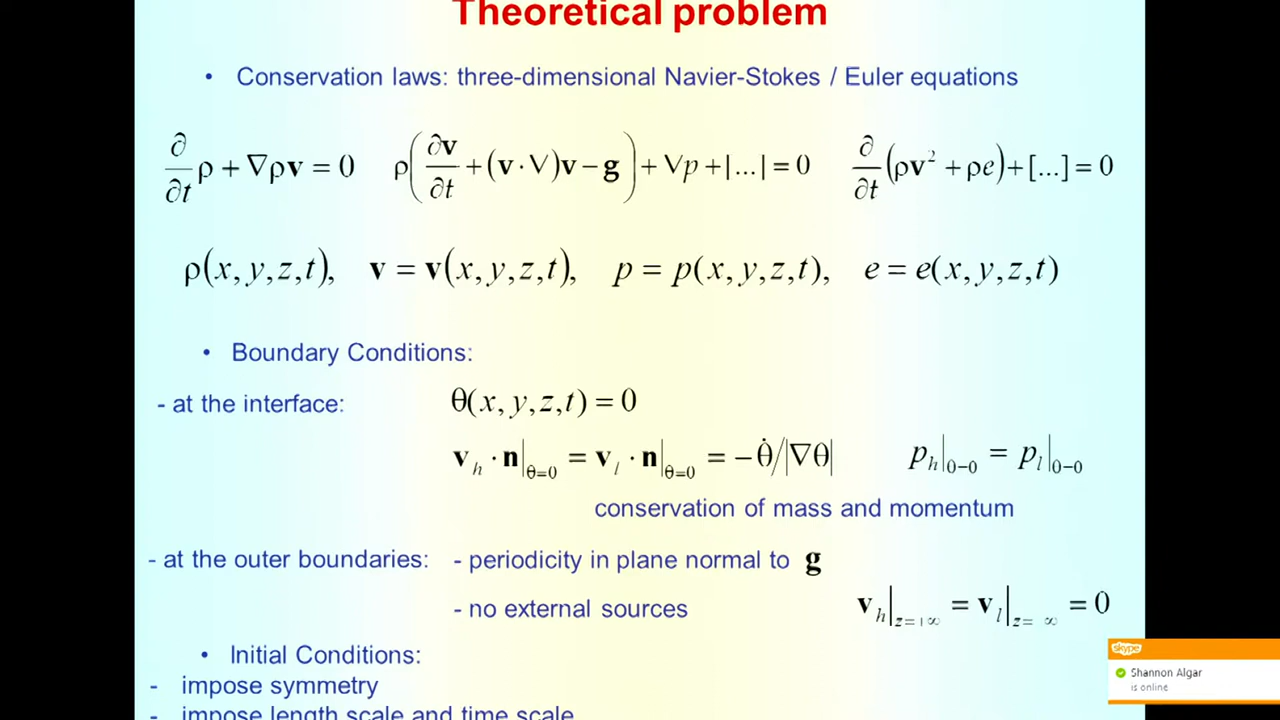 Theoretical problem
• Conservation laws: three-dimensional Navier-Stokes / Euler equations
∂/∂t ρ + ∇ρv = 0   ρ(∂v/∂t + (v·∇)v − g) + ∇p + [...] = 0   ∂/∂t (ρv² + ρe) + [...] = 0
ρ(x, y, z, t),   v = v(x, y, z, t),   p = p(x, y, z, t),   e = e(x, y, z, t)
• Boundary Conditions:
- at the interface: θ(x, y, z, t) = 0
v_h · n|_θ=0 = v_l · n|_θ=0 = − θ̇/|∇θ|   p_h|_θ=0 = p_l|_θ=0
conservation of mass and momentum
- at the outer boundaries: - periodicity in plane normal to g
- no external sources   v_h|_z=+∞ = v_l|_z=−∞ = 0
• Initial Conditions:
- impose symmetry
- impose length scale and time scale
skype
Shannon Algar
is online